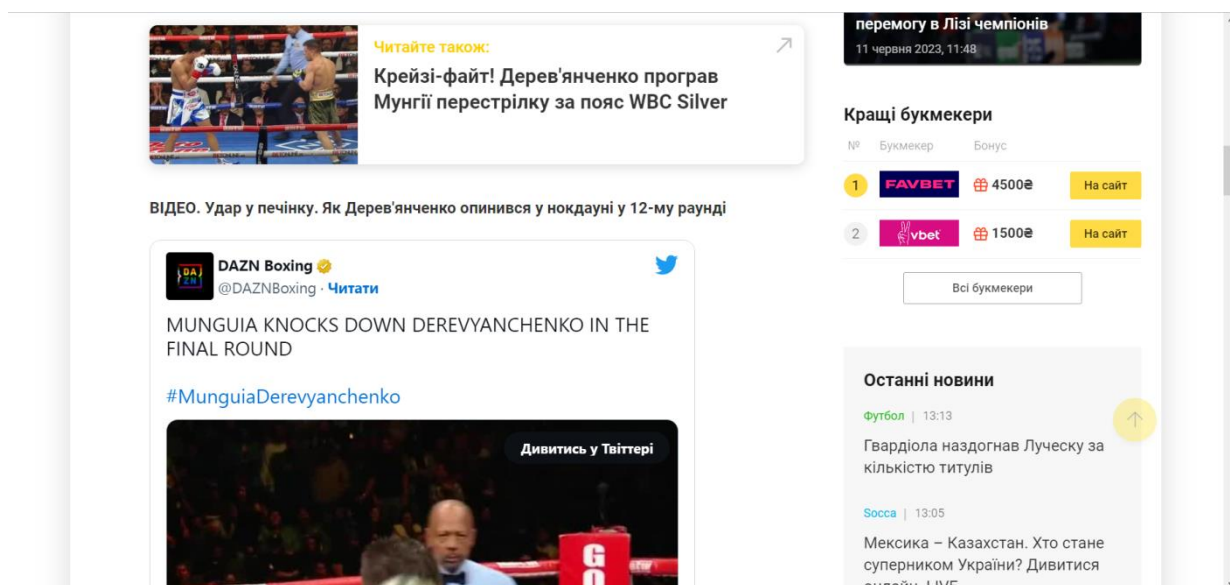 Читайте також:
Крейзі-файт! Дерев'янченко програв
Мунгії перестрілку за пояс WBC Silver
ВІДЕО. Удар у печінку. Як Дерев'янченко опинився у нокдауні у 12-му раунді
DAZN Boxing
@DAZNBoxing · Читати
MUNGUIA KNOCKS DOWN DEREVYANCHENKO IN THE
FINAL ROUND
#MunguiaDerevyanchenko
Дивитись у Твіттері
перемогу в Лізі чемпіонів
11 червня 2023, 11:48
Кращі букмекери
№ Букмекер Бонус
1 FAVBET 4500₴ На сайт
2 vbet 1500₴ На сайт
Всі букмекери
Останні новини
Футбол | 13:13
Гвардіола наздогнав Луческу за
кількістю титулів
Socca | 13:05
Мексика – Казахстан. Хто стане
суперником України? Дивитися